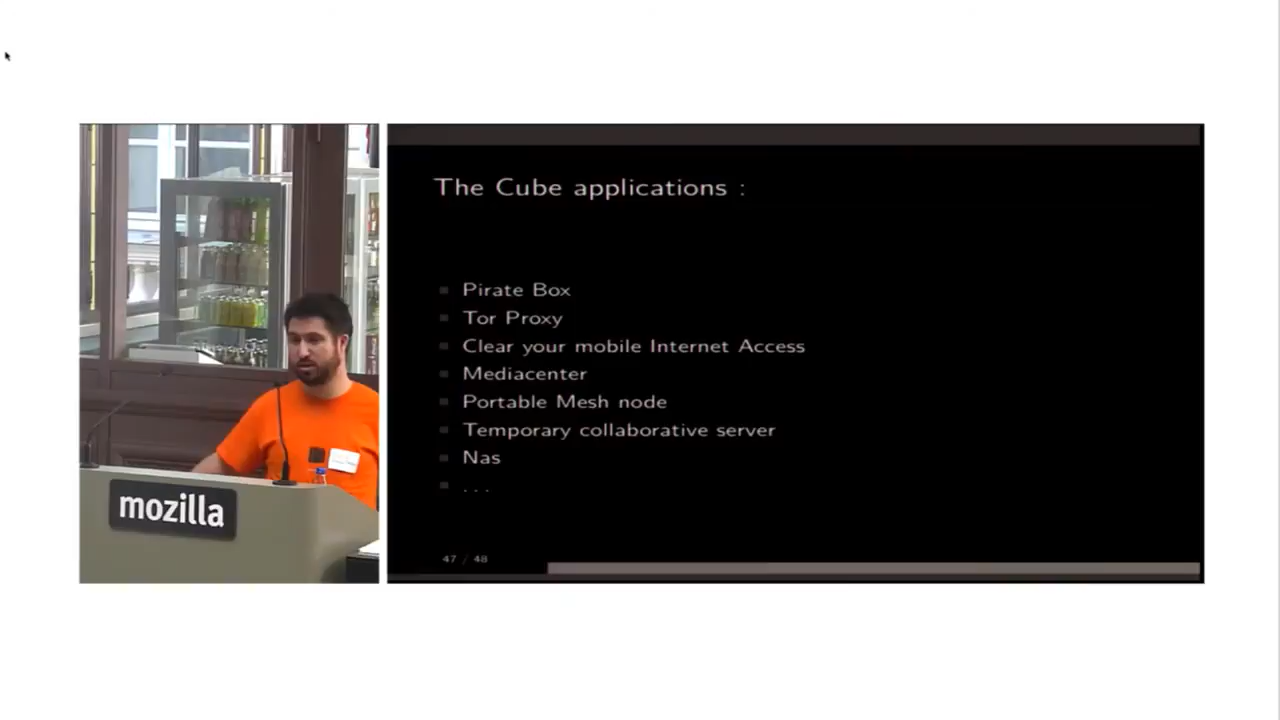 mozilla
The Cube applications :
Pirate Box
Tor Proxy
Clear your mobile Internet Access
Mediacenter
Portable Mesh node
Temporary collaborative server
Nas
...
47 / 48